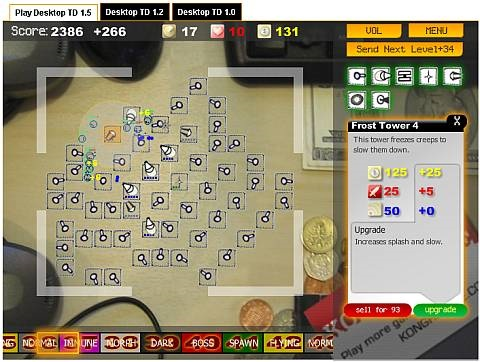 Play Desktop TD 1.5 Desktop TD 1.2 Desktop TD 1.0
Score: 2386 +266 17 10 131
VOL MENU
Send Next Level+34
Frost Tower 4
This tower freezes creeps to
slow them down.
125 +25
25 +5
50 +0
Upgrade
Increases splash and slow.
sell for 93 upgrade
NG NORMAL IMMUNE MORPH DARK BOSS SPAWN FLYING NORM
Play more ga